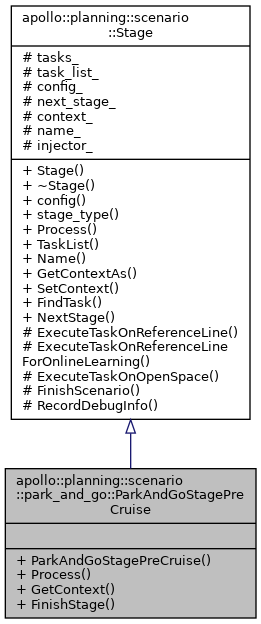 apollo::planning::scenario
::Stage
# tasks_
# task_list_
# config_
# next_stage_
# context_
# name_
# injector_
+ Stage()
+ ~Stage()
+ config()
+ stage_type()
+ Process()
+ TaskList()
+ Name()
+ GetContextAs()
+ SetContext()
+ FindTask()
+ NextStage()
# ExecuteTaskOnReferenceLine()
# ExecuteTaskOnReferenceLine
ForOnlineLearning()
# ExecuteTaskOnOpenSpace()
# FinishScenario()
# RecordDebugInfo()
apollo::planning::scenario
::park_and_go::ParkAndGoStagePre
Cruise
+ ParkAndGoStagePreCruise()
+ Process()
+ GetContext()
+ FinishStage()